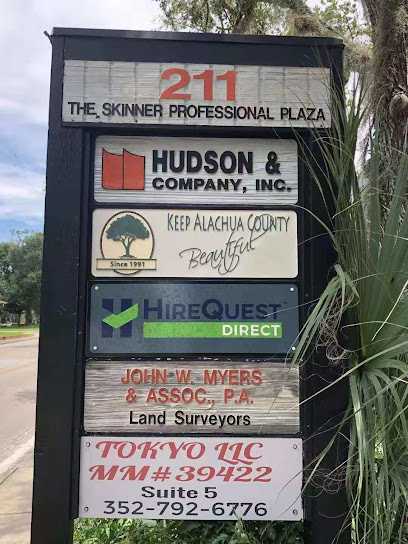 211
THE SKINNER PROFESSIONAL PLAZA
HUDSON &
COMPANY, INC.
KEEP ALACHUA COUNTY
Beautiful
Since 1991
HIREQUEST
DIRECT
JOHN W. MYERS
& ASSOC., P.A.
Land Surveyors
TOKYO LLC
MM# 39422
Suite 5
352-792-6776